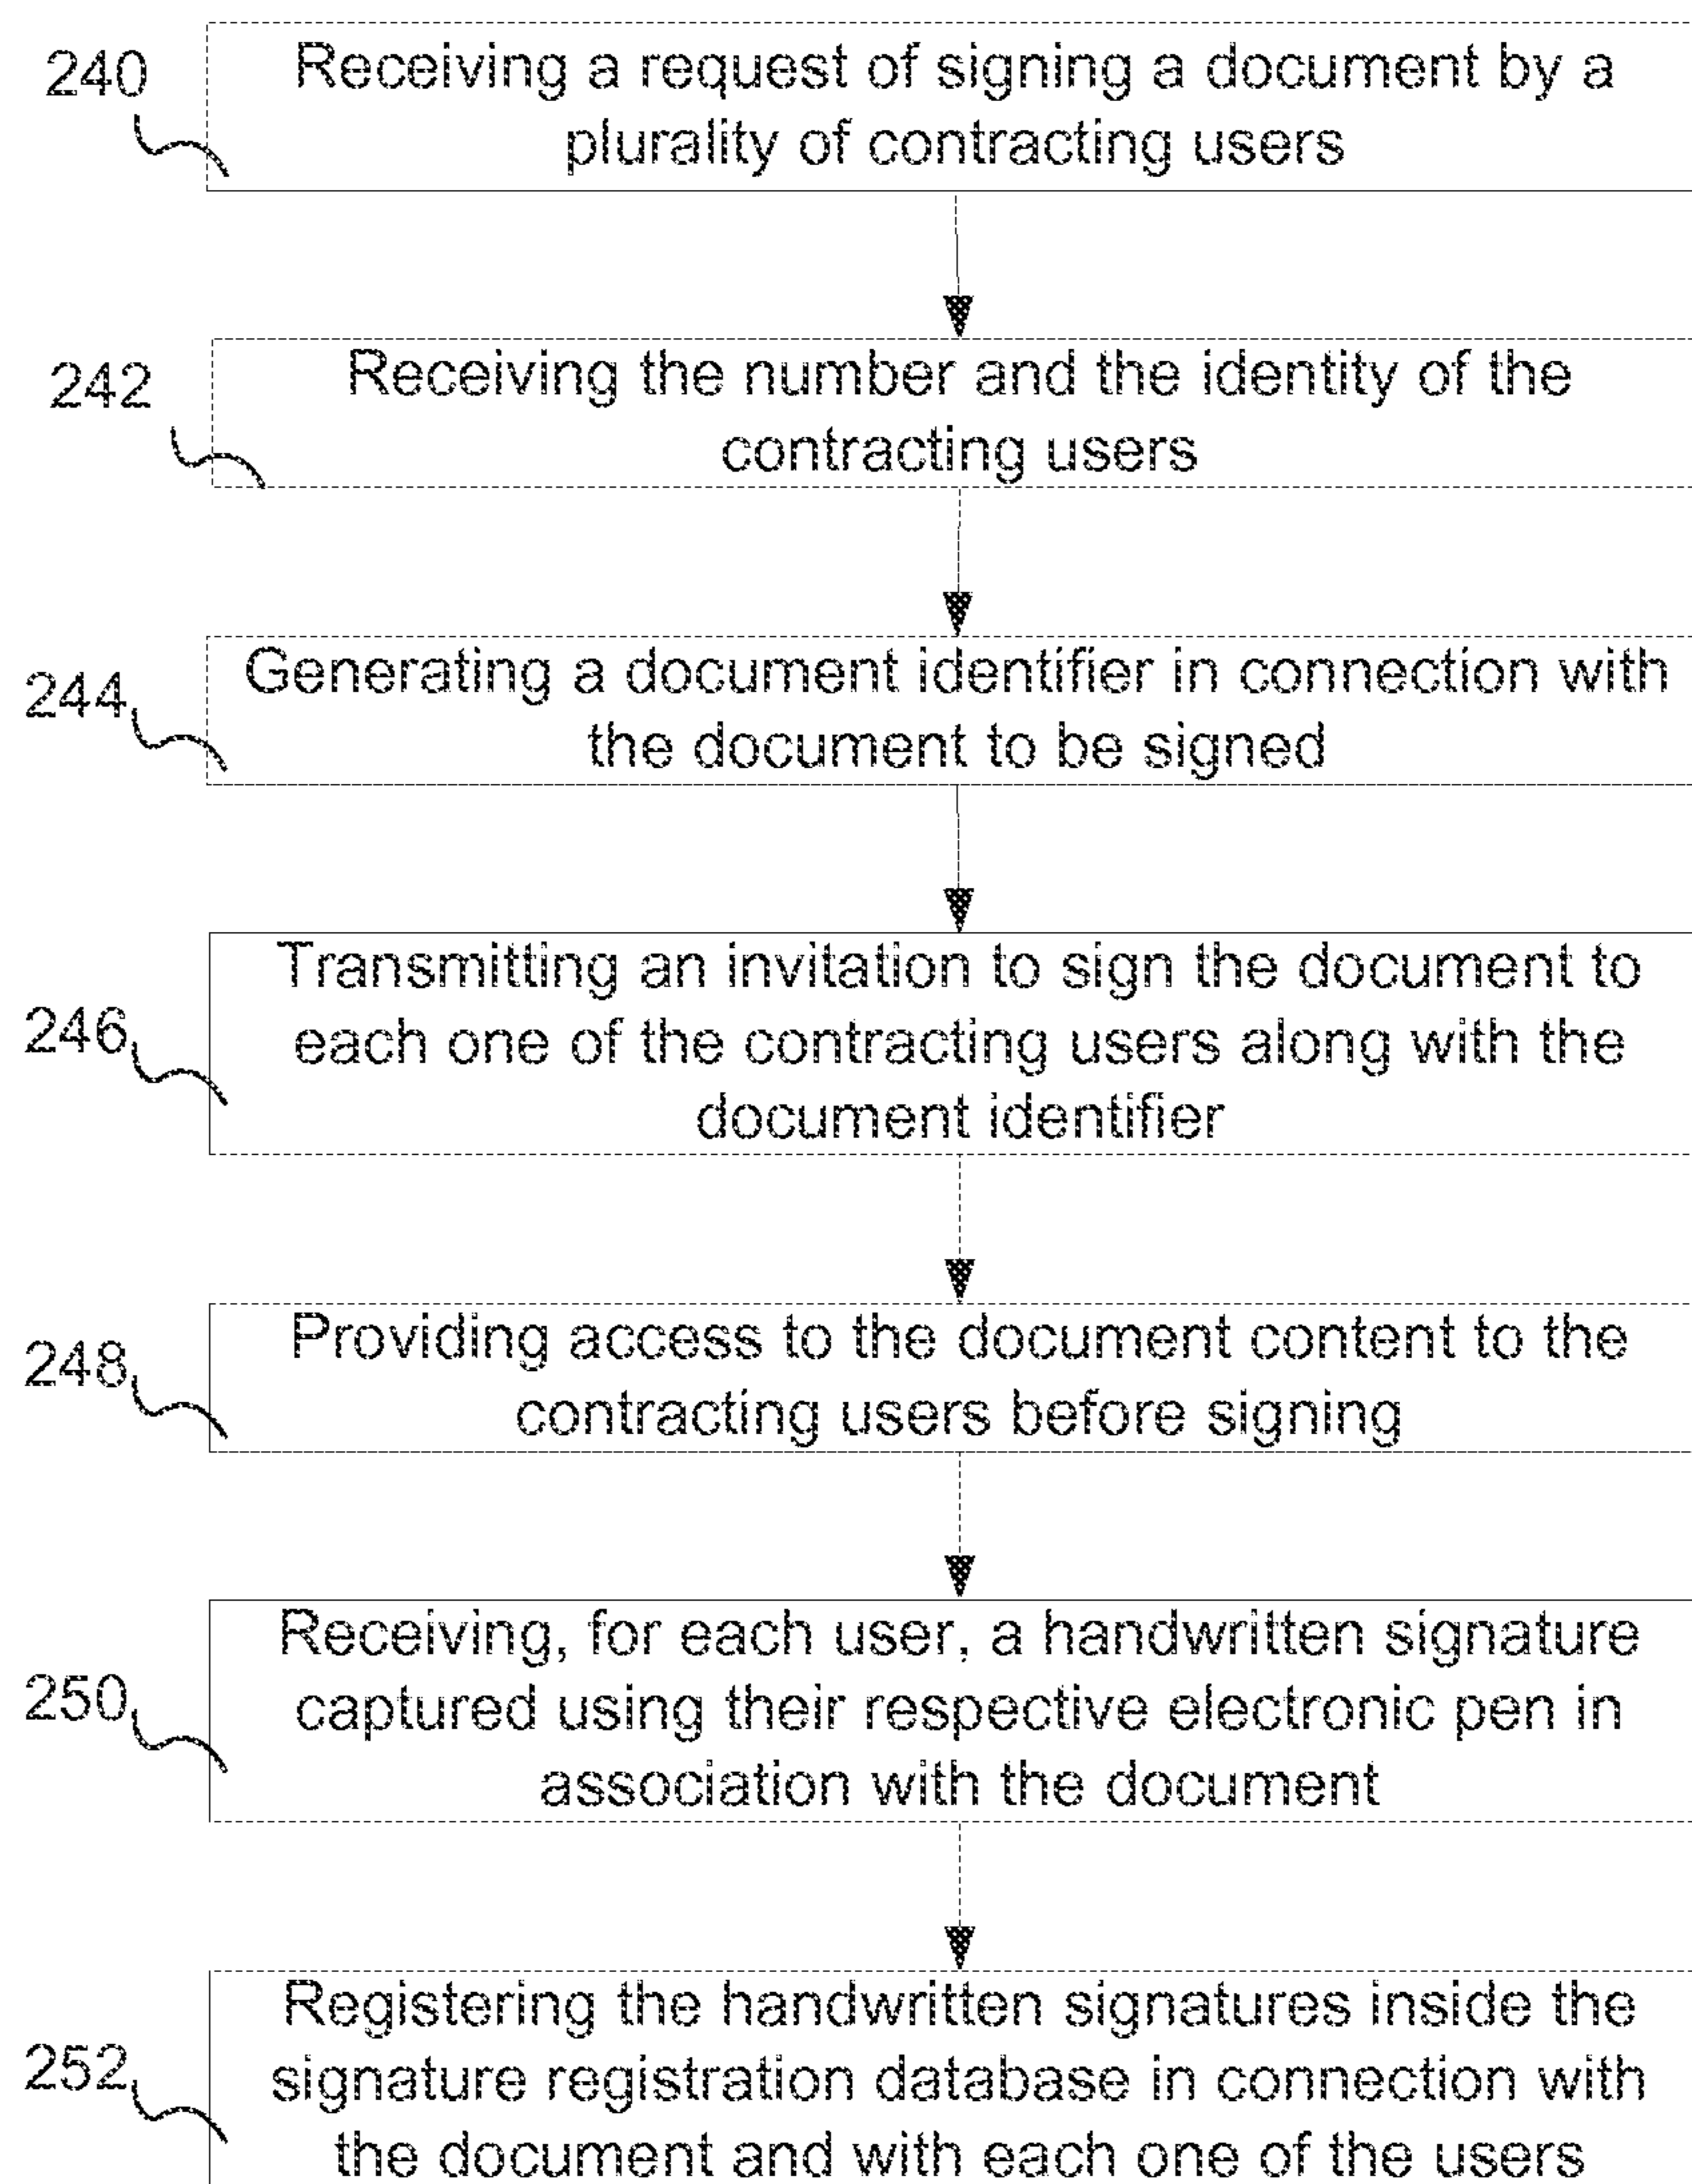 240
Receiving a request of signing a document by a
plurality of contracting users
242
Receiving the number and the identity of the
contracting users
244
Generating a document identifier in connection with
the document to be signed
246
Transmitting an invitation to sign the document to
each one of the contracting users along with the
document identifier
248
Providing access to the document content to the
contracting users before signing
250
Receiving, for each user, a handwritten signature
captured using their respective electronic pen in
association with the document
252
Registering the handwritten signatures inside the
signature registration database in connection with
the document and with each one of the users